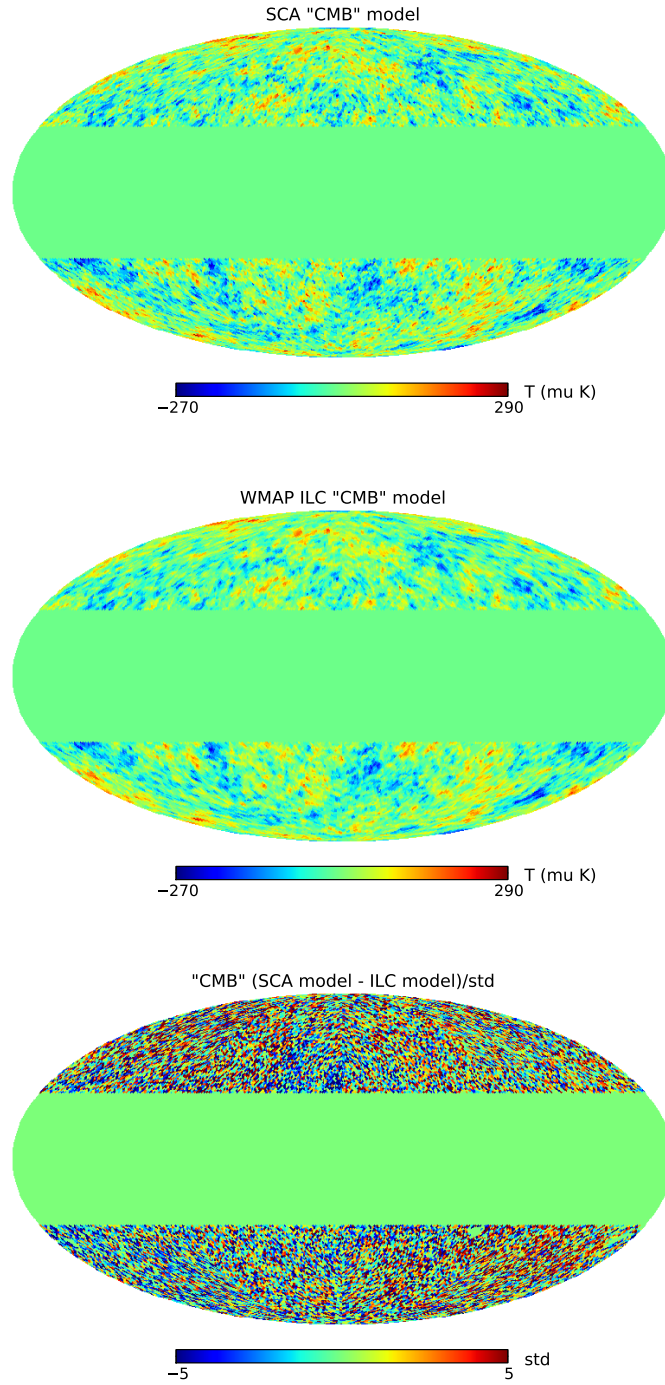 SCA "CMB" model
T (mu K)
−270 290
WMAP ILC "CMB" model
T (mu K)
−270 290
"CMB" (SCA model - ILC model)/std
std
−5 5